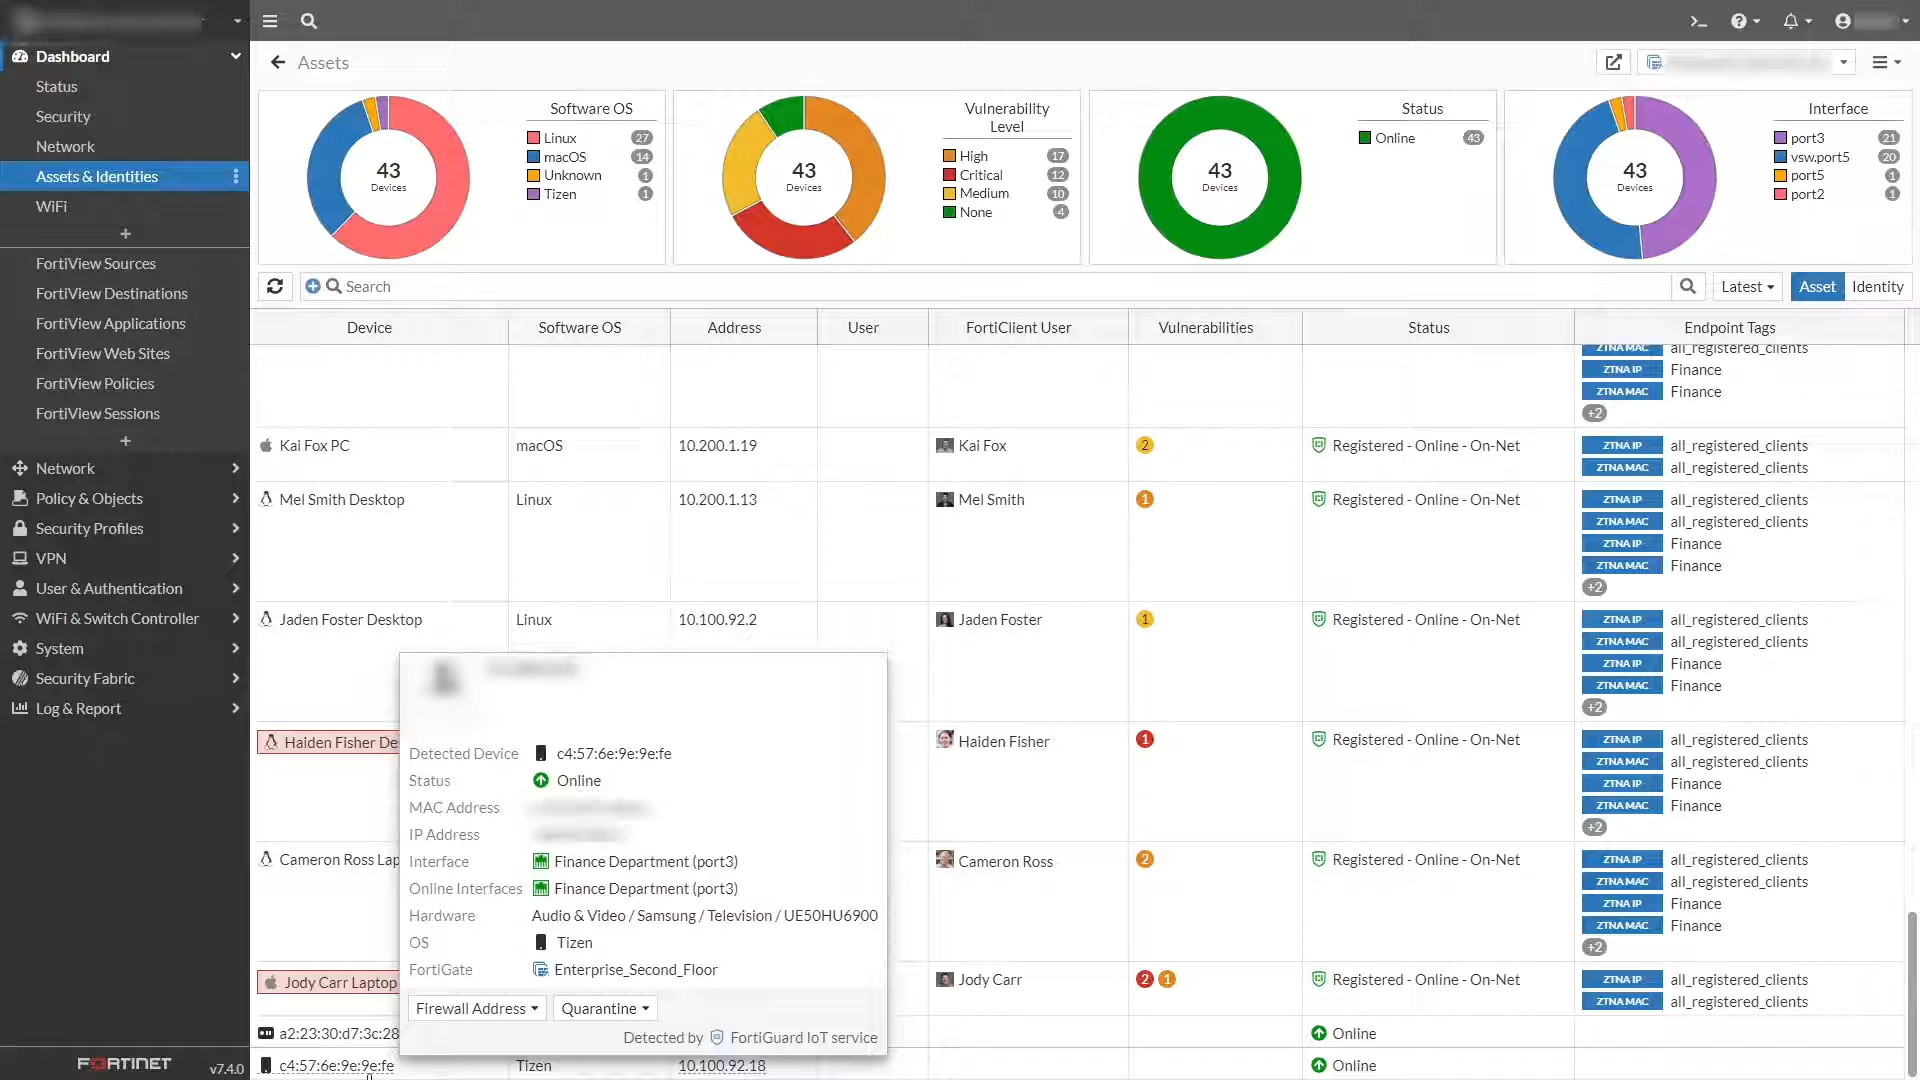 Dashboard
Status
Security
Network
Assets & Identities
WiFi
FortiView Sources
FortiView Destinations
FortiView Applications
FortiView Web Sites
FortiView Policies
FortiView Sessions
Network
Policy & Objects
Security Profiles
VPN
User & Authentication
WiFi & Switch Controller
System
Security Fabric
Log & Report
FORTINET v7.4.0
Assets
43
Devices
Software OS
Linux 27
macOS 14
Unknown 1
Tizen 1
43
Devices
Vulnerability
Level
High 17
Critical 12
Medium 10
None 4
43
Devices
Status
Online 43
43
Devices
Interface
port3 21
vsw.port5 20
port5 1
port2 1
Search
Latest Asset Identity
Device Software OS Address User FortiClient User Vulnerabilities Status Endpoint Tags
ZTNA MAC all_registered_clients
ZTNA IP Finance
ZTNA MAC Finance
+2
Kai Fox PC macOS 10.200.1.19 Kai Fox 2 Registered - Online - On-Net ZTNA IP all_registered_clients
ZTNA MAC all_registered_clients
Mel Smith Desktop Linux 10.200.1.13 Mel Smith 1 Registered - Online - On-Net ZTNA IP all_registered_clients
ZTNA MAC all_registered_clients
ZTNA IP Finance
ZTNA MAC Finance
+2
Jaden Foster Desktop Linux 10.100.92.2 Jaden Foster 1 Registered - Online - On-Net ZTNA IP all_registered_clients
ZTNA MAC all_registered_clients
ZTNA IP Finance
ZTNA MAC Finance
+2
Haiden Fisher De Haiden Fisher 1 Registered - Online - On-Net ZTNA IP all_registered_clients
ZTNA MAC all_registered_clients
ZTNA IP Finance
ZTNA MAC Finance
+2
Cameron Ross Lap Cameron Ross 2 Registered - Online - On-Net ZTNA IP all_registered_clients
ZTNA MAC all_registered_clients
ZTNA IP Finance
ZTNA MAC Finance
+2
Jody Carr Laptop Jody Carr 2 1 Registered - Online - On-Net ZTNA IP all_registered_clients
ZTNA MAC all_registered_clients
a2:23:30:d7:3c:28 Online
c4:57:6e:9e:9e:fe Tizen 10.100.92.18 Online
Detected Device c4:57:6e:9e:9e:fe
Status Online
MAC Address
IP Address
Interface Finance Department (port3)
Online Interfaces Finance Department (port3)
Hardware Audio & Video / Samsung / Television / UE50HU6900
OS Tizen
FortiGate Enterprise_Second_Floor
Firewall Address Quarantine
Detected by FortiGuard IoT service